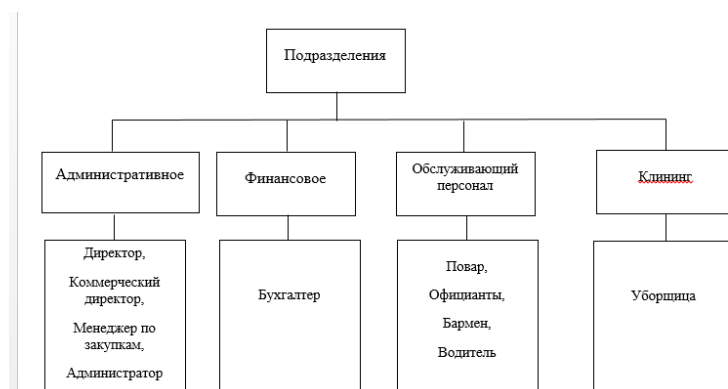 Подразделения
Административное
Финансовое
Обслуживающий
персонал
Клининг
Директор,
Коммерческий
директор,
Менеджер по
закупкам,
Администратор
Бухгалтер
Повар,
Официанты,
Бармен,
Водитель
Уборщица